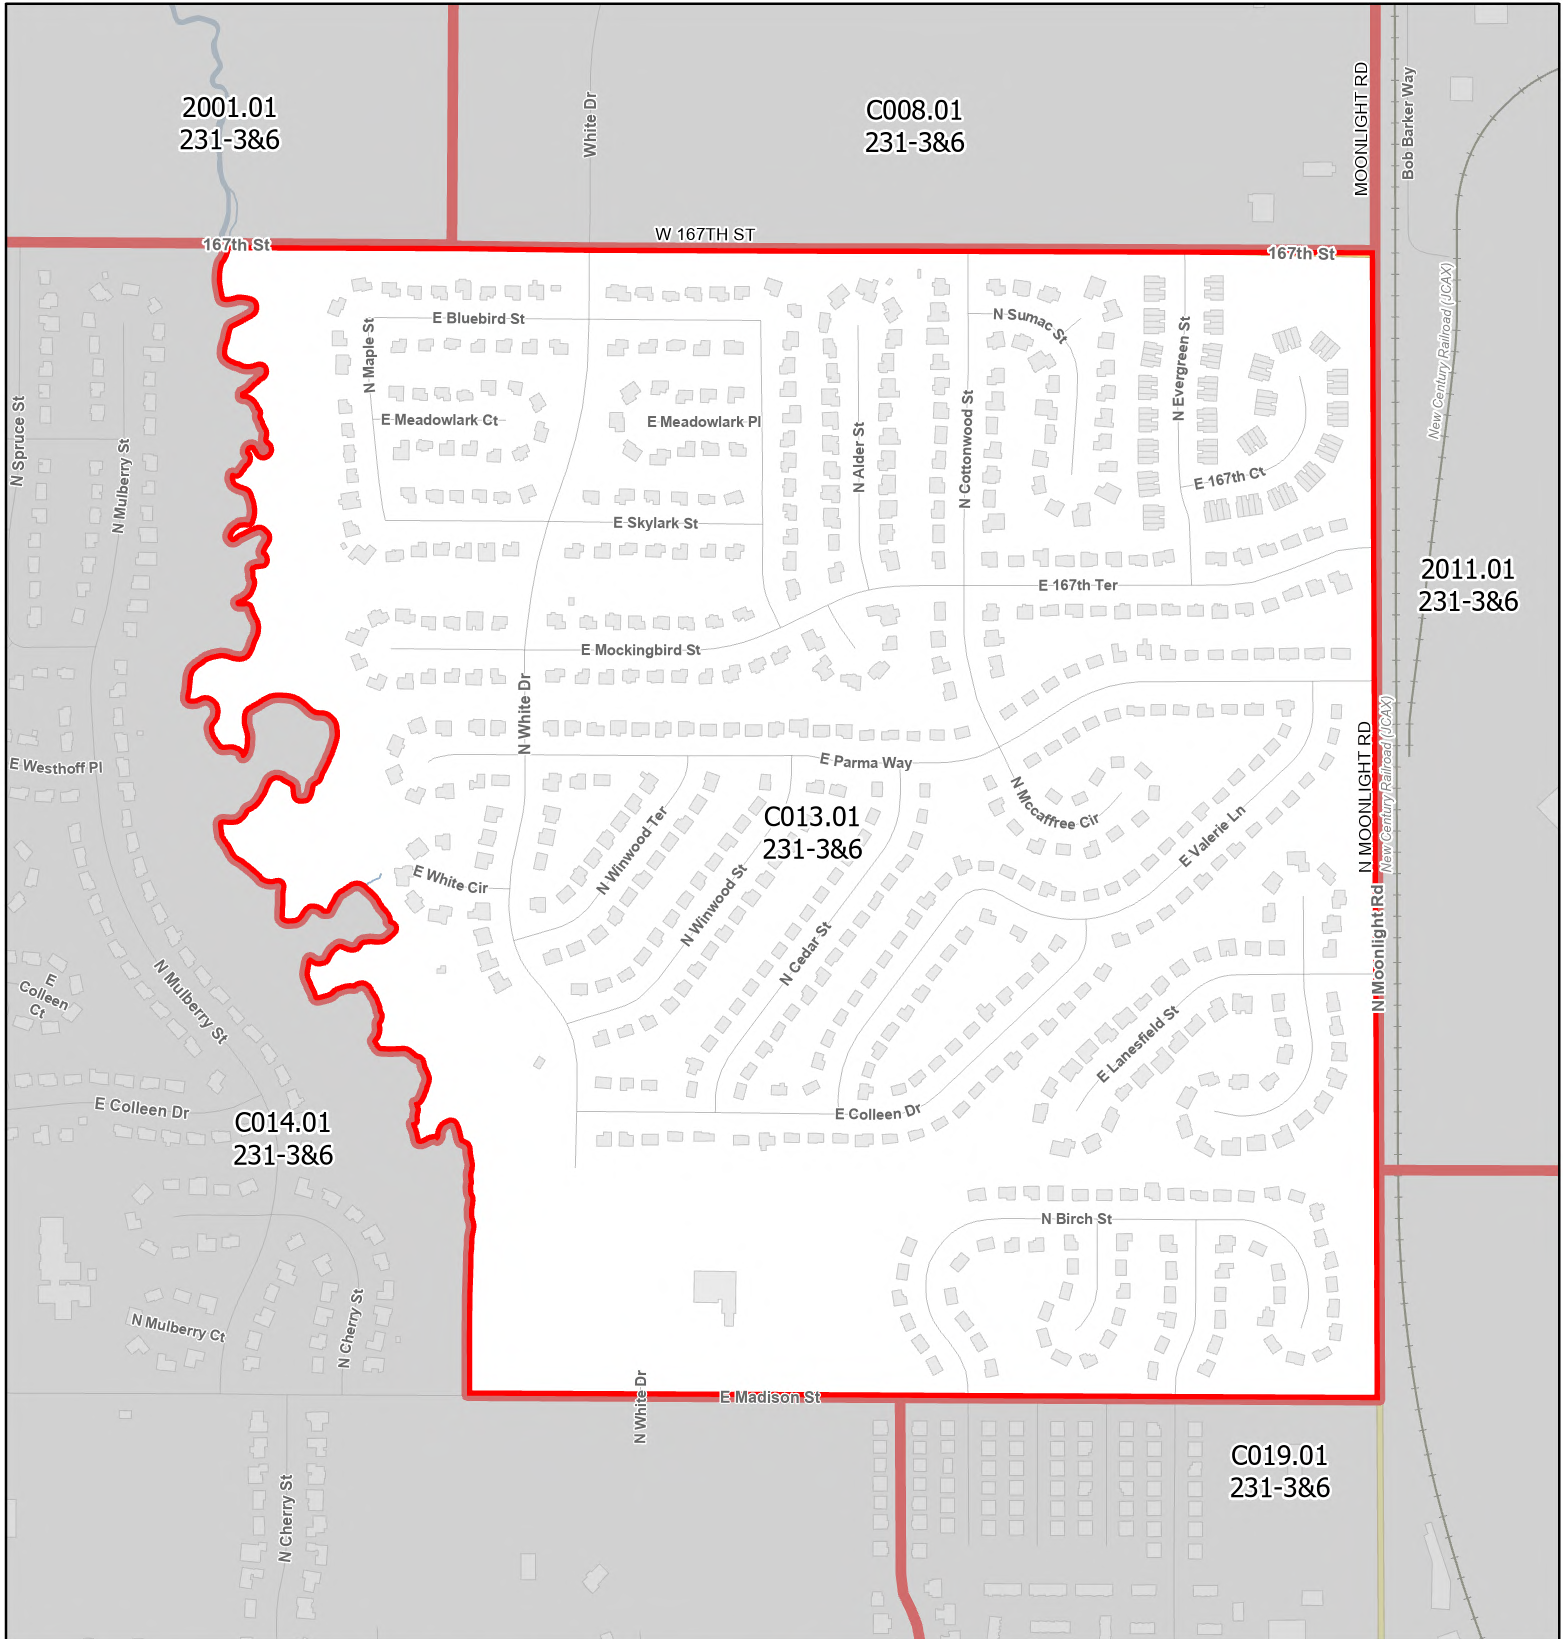 2001.01
231-3&6
White Dr
C008.01
231-3&6
MOONLIGHT RD
Bob Barker Way
167th St
W 167TH ST
167th St
New Century Railroad (JCAX)
E Bluebird St
N Maple St
N Sumac St
N Evergreen St
E Meadowlark Ct
E Meadowlark Pl
N Alder St
N Cottonwood St
N Spruce St
N Mulberry St
E 167th Ct
E Skylark St
E 167th Ter
2011.01
231-3&6
E Mockingbird St
N White Dr
E Westhoff Pl
E Parma Way
N MOONLIGHT RD
New Century Railroad (JCAX)
N Mccaffree Cir
C013.01
231-3&6
E Valerie Ln
N Winwood Ter
E White Cir
N Winwood St
N Cedar St
N Moonlight Rd
E
Colleen
Ct
N Mulberry St
E Lanesfield St
E Colleen Dr
E Colleen Dr
C014.01
231-3&6
N Birch St
N Mulberry Ct
N Cherry St
N White Dr
E Madison St
C019.01
231-3&6
N Cherry St